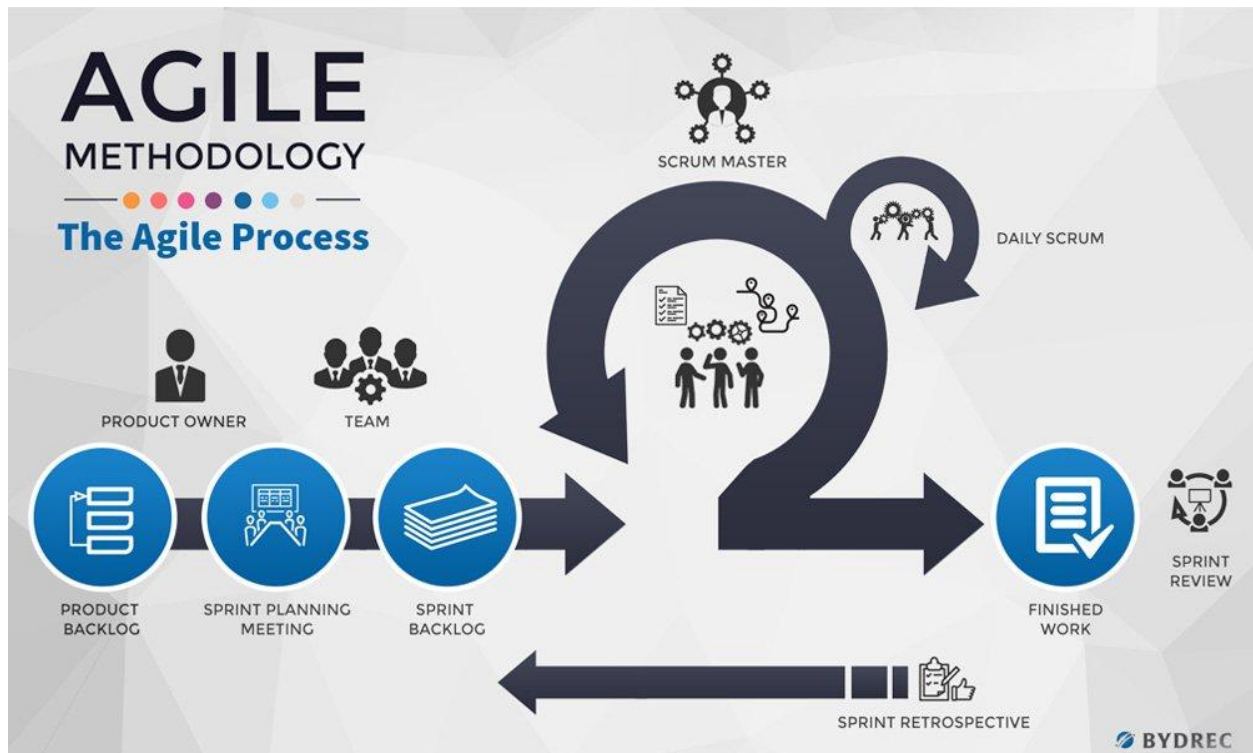 AGILE
METHODOLOGY
The Agile Process
SCRUM MASTER
DAILY SCRUM
PRODUCT OWNER
TEAM
PRODUCT
BACKLOG
SPRINT PLANNING
MEETING
SPRINT
BACKLOG
FINISHED
WORK
SPRINT
REVIEW
SPRINT RETROSPECTIVE
BYDREC